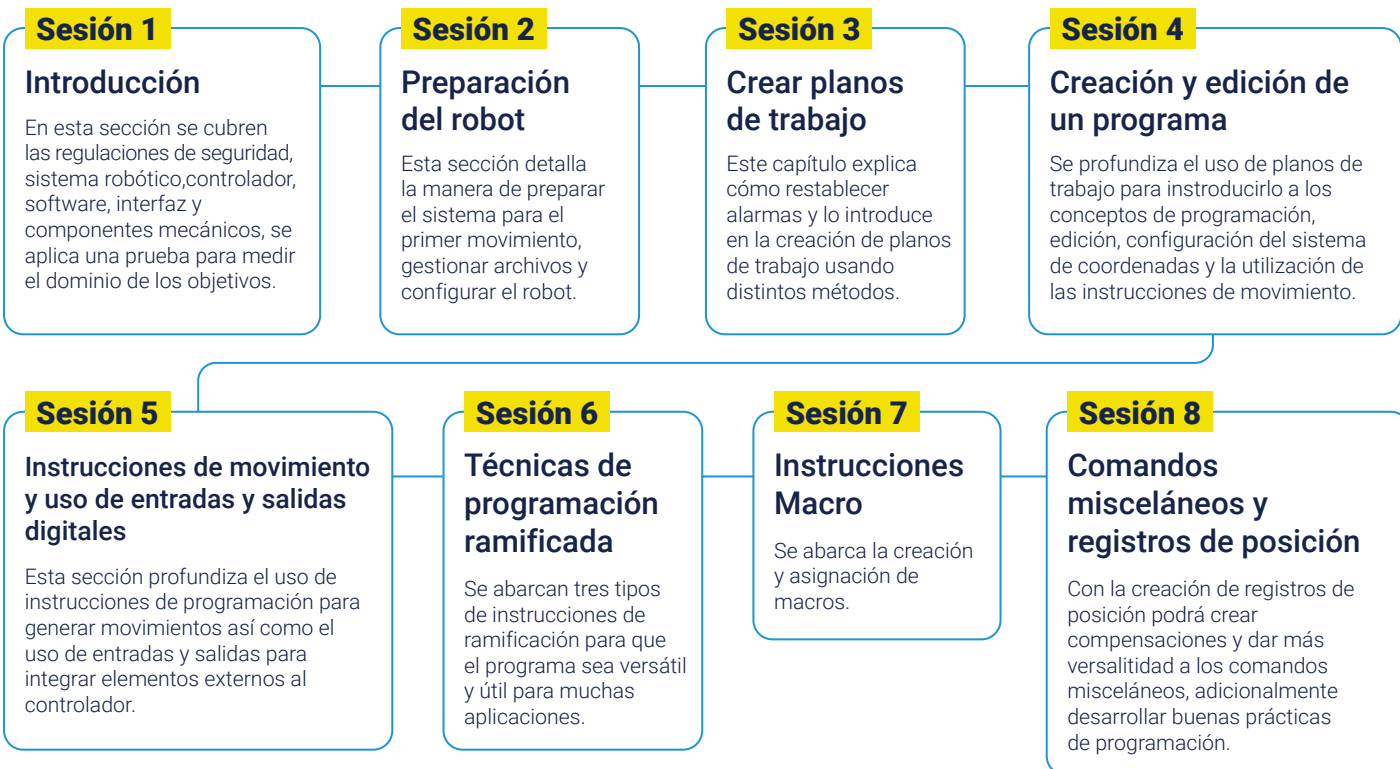 Sesión 1
Introducción
En esta sección se cubren
las regulaciones de seguridad,
sistema robótico,controlador,
software, interfaz y
componentes mecánicos, se
aplica una prueba para medir
el dominio de los objetivos.
Sesión 2
Preparación
del robot
Esta sección detalla
la manera de preparar
el sistema para el
primer movimiento,
gestionar archivos y
configurar el robot.
Sesión 3
Crear planos
de trabajo
Este capítulo explica
cómo restablecer
alarmas y lo introduce
en la creación de planos
de trabajo usando
distintos métodos.
Sesión 4
Creación y edición de
un programa
Se profundiza el uso de planos de
trabajo para instroducirlo a los
conceptos de programación,
edición, configuración del sistema
de coordenadas y la utilización de
las instrucciones de movimiento.
Sesión 5
Instrucciones de movimiento
y uso de entradas y salidas
digitales
Esta sección profundiza el uso de
instrucciones de programación para
generar movimientos así como el
uso de entradas y salidas para
integrar elementos externos al
controlador.
Sesión 6
Técnicas de
programación
ramificada
Se abarcan tres tipos
de instrucciones de
ramificación para que
el programa sea versátil
y útil para muchas
aplicaciones.
Sesión 7
Instrucciones
Macro
Se abarca la creación
y asignación de
macros.
Sesión 8
Comandos
misceláneos y
registros de posición
Con la creación de registros de
posición podrá crear
compensaciones y dar más
versalitidad a los comandos
misceláneos, adicionalmente
desarrollar buenas prácticas
de programación.